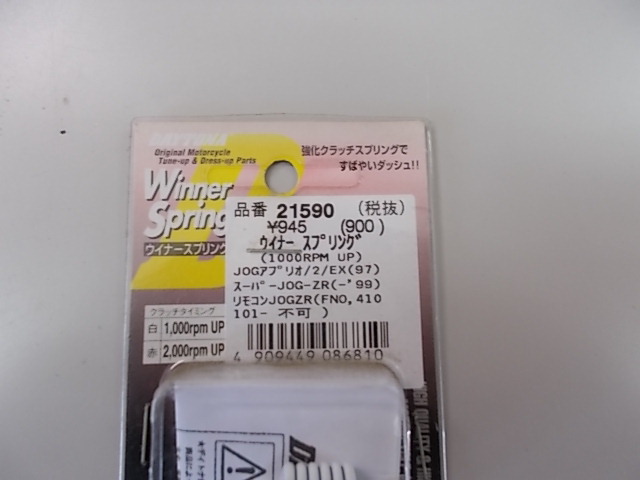 DAYTONA
Original Motorcycle
Tune-up & Dress-up Parts
強化クラッチスプリングで
すばやいダッシュ!!
Winner
Spring
ウイナースプリング
品番 21590 (税抜)
¥945 (900)
ウイナー スプリング
(1000RPM UP)
JOGアプリオ/2/EX(97)
スーパ-JOG-ZR(-'99)
リモコンJOGZR(FNO,410
101- 不可 )
クラッチタイミング
白 1,000rpm UP
赤 2,000rpm UP
4 909449 086810
HIGH QUALITY &